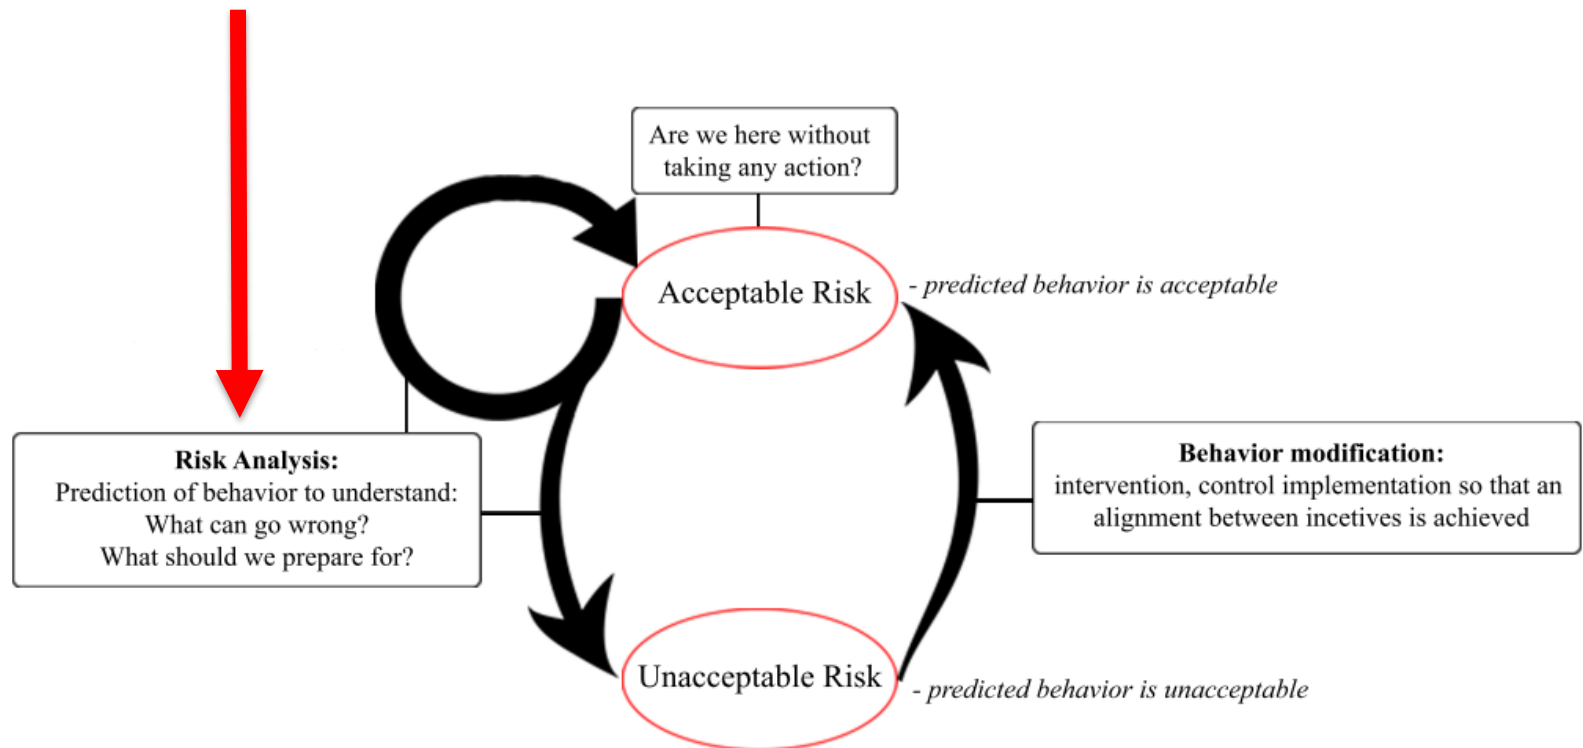 Are we here without
taking any action?
Acceptable Risk
- predicted behavior is acceptable
Risk Analysis:
Prediction of behavior to understand:
What can go wrong?
What should we prepare for?
Behavior modification:
intervention, control implementation so that an
alignment between incetives is achieved
Unacceptable Risk
- predicted behavior is unacceptable